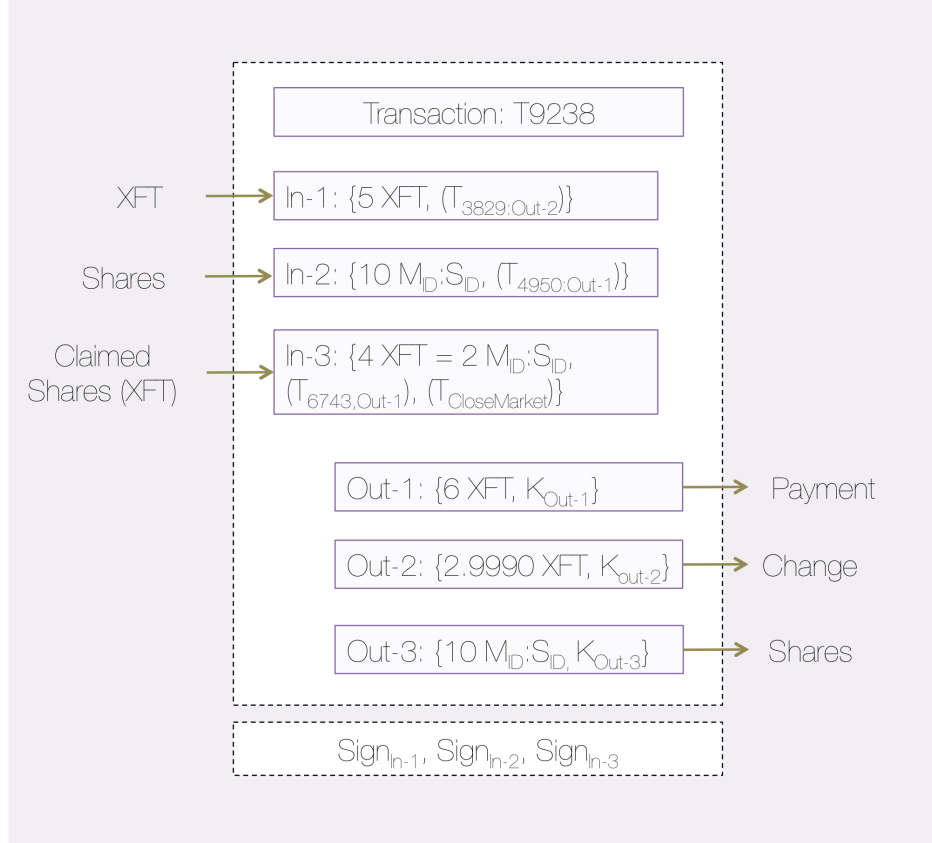 Transaction: T9238
XFT
In-1: {5 XFT, (T3829:Out-2)}
Shares
In-2: {10 MID:SID, (T4950:Out-1)}
Claimed
Shares (XFT)
In-3: {4 XFT = 2 MID:SID,
(T6743,Out-1), (TCloseMarket)}
Out-1: {6 XFT, KOut-1}
Payment
Out-2: {2.9990 XFT, Kout-2}
Change
Out-3: {10 MID:SID, KOut-3}
Shares
SignIn-1, SignIn-2, SignIn-3